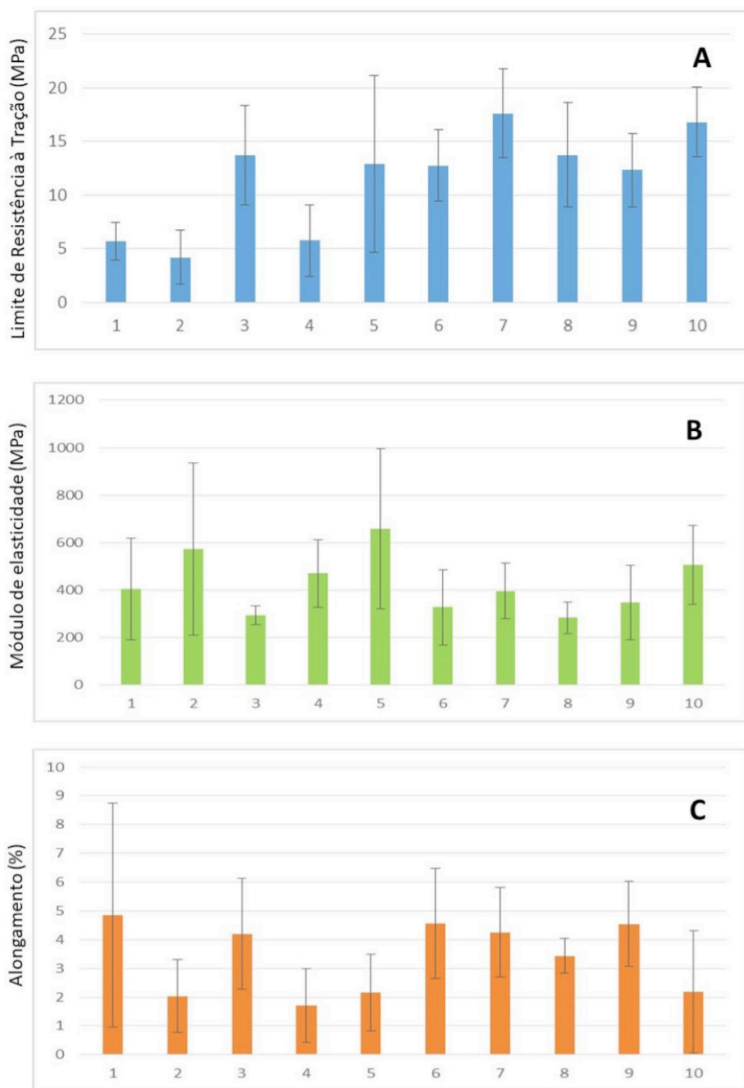 A
Limite de Resistência à Tração (MPa)
25
20
15
10
5
0
1 2 3 4 5 6 7 8 9 10
B
Módulo de elasticidade (MPa)
1200
1000
800
600
400
200
0
1 2 3 4 5 6 7 8 9 10
C
Alongamento (%)
10
9
8
7
6
5
4
3
2
1
0
1 2 3 4 5 6 7 8 9 10